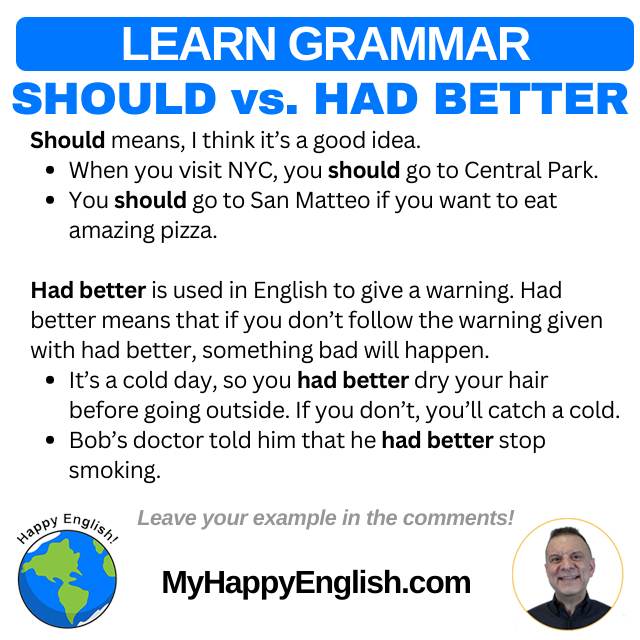 LEARN GRAMMAR
SHOULD vs. HAD BETTER
Should means, I think it's a good idea.
• When you visit NYC, you should go to Central Park.
• You should go to San Matteo if you want to eat
amazing pizza.
Had better is used in English to give a warning. Had
better means that if you don't follow the warning given
with had better, something bad will happen.
• It's a cold day, so you had better dry your hair
before going outside. If you don't, you'll catch a cold.
• Bob's doctor told him that he had better stop
smoking.
Leave your example in the comments!
Happy English!
MyHappyEnglish.com